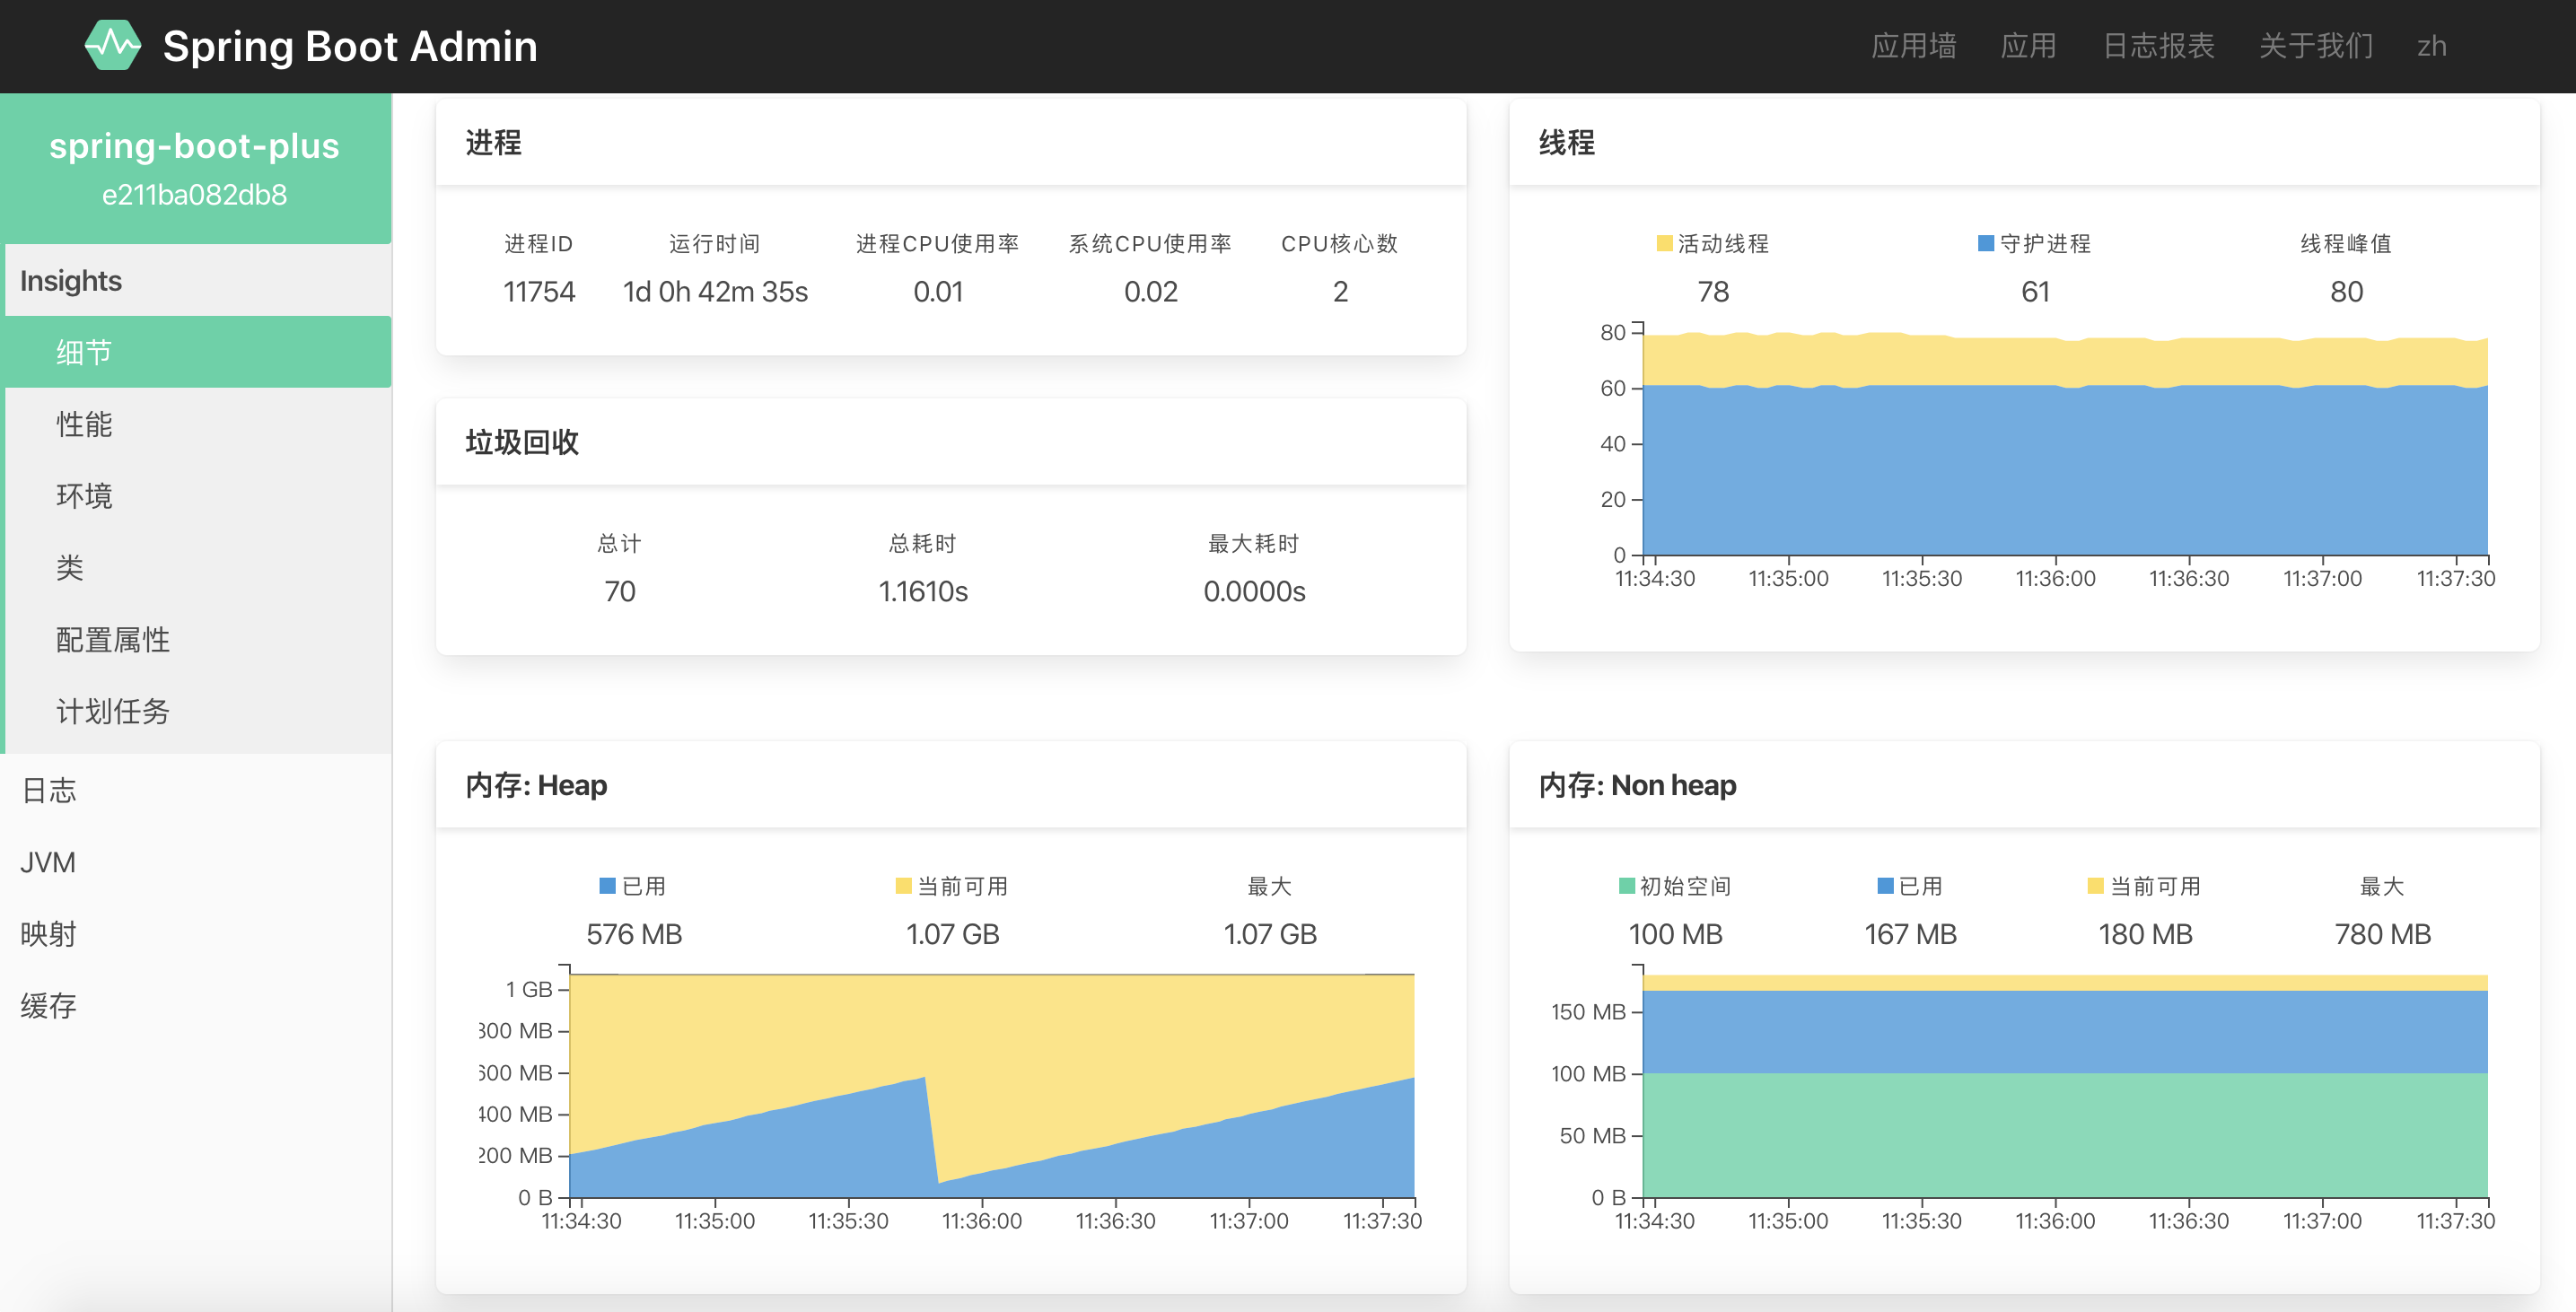 Spring Boot Admin
应用墙 应用 日志报表 关于我们 zh
spring-boot-plus
e211ba082db8
Insights
细节
性能
环境
类
配置属性
计划任务
日志
JVM
映射
缓存
进程
进程ID 运行时间 进程CPU使用率 系统CPU使用率 CPU核心数
11754 1d 0h 42m 35s 0.01 0.02 2
垃圾回收
总计 总耗时 最大耗时
70 1.1610s 0.0000s
线程
活动线程 守护进程 线程峰值
78 61 80
80
60
40
20
0
11:34:30 11:35:00 11:35:30 11:36:00 11:36:30 11:37:00 11:37:30
内存: Heap
已用 当前可用 最大
576 MB 1.07 GB 1.07 GB
1 GB
800 MB
600 MB
400 MB
200 MB
0 B
11:34:30 11:35:00 11:35:30 11:36:00 11:36:30 11:37:00 11:37:30
内存: Non heap
初始空间 已用 当前可用 最大
100 MB 167 MB 180 MB 780 MB
150 MB
100 MB
50 MB
0 B
11:34:30 11:35:00 11:35:30 11:36:00 11:36:30 11:37:00 11:37:30